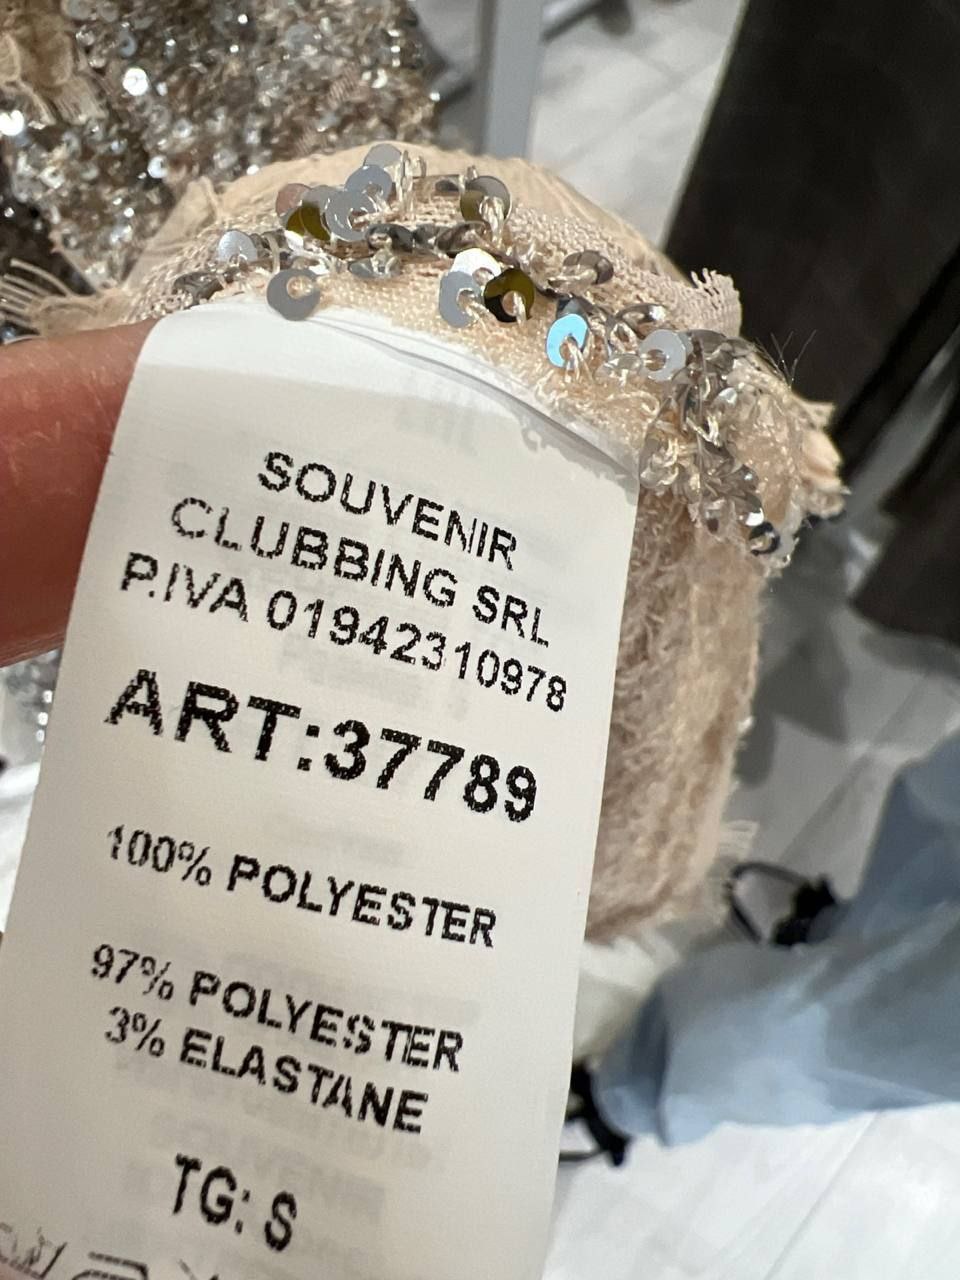 SOUVENIR
CLUBBING SRL
P.IVA 01942310978
ART:37789
100% POLYESTER
97% POLYESTER
3% ELASTANE
TG: S